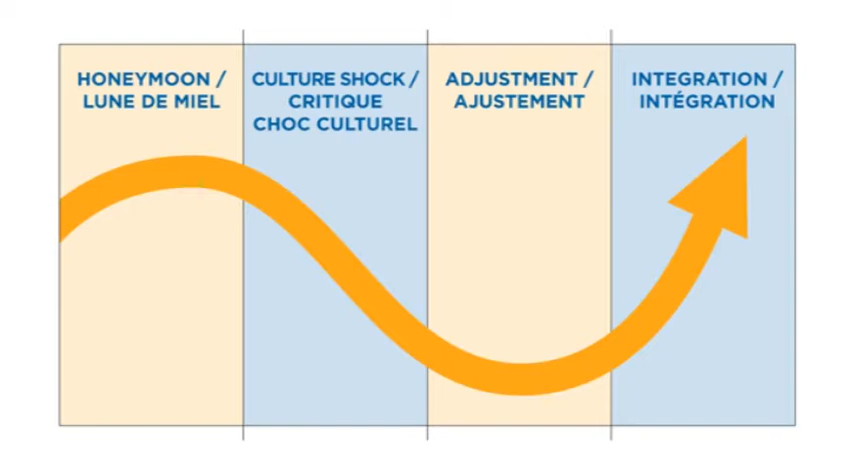 HONEYMOON /
LUNE DE MIEL
CULTURE SHOCK /
CRITIQUE
CHOC CULTUREL
ADJUSTMENT /
AJUSTEMENT
INTEGRATION /
INTÉGRATION